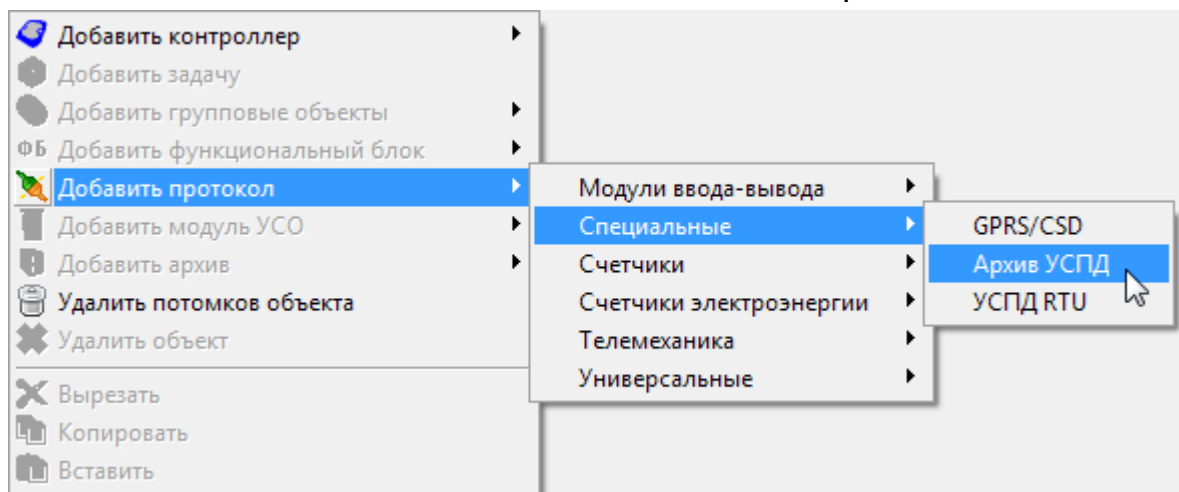 Добавить контроллер
Добавить задачу
Добавить групповые объекты
ФБ Добавить функциональный блок
Добавить протокол
Добавить модуль УСО
Добавить архив
Удалить потомков объекта
Удалить объект
Вырезать
Копировать
Вставить
Модули ввода-вывода
Специальные
Счетчики
Счетчики электроэнергии
Телемеханика
Универсальные
GPRS/CSD
Архив УСПД
УСПД RTU